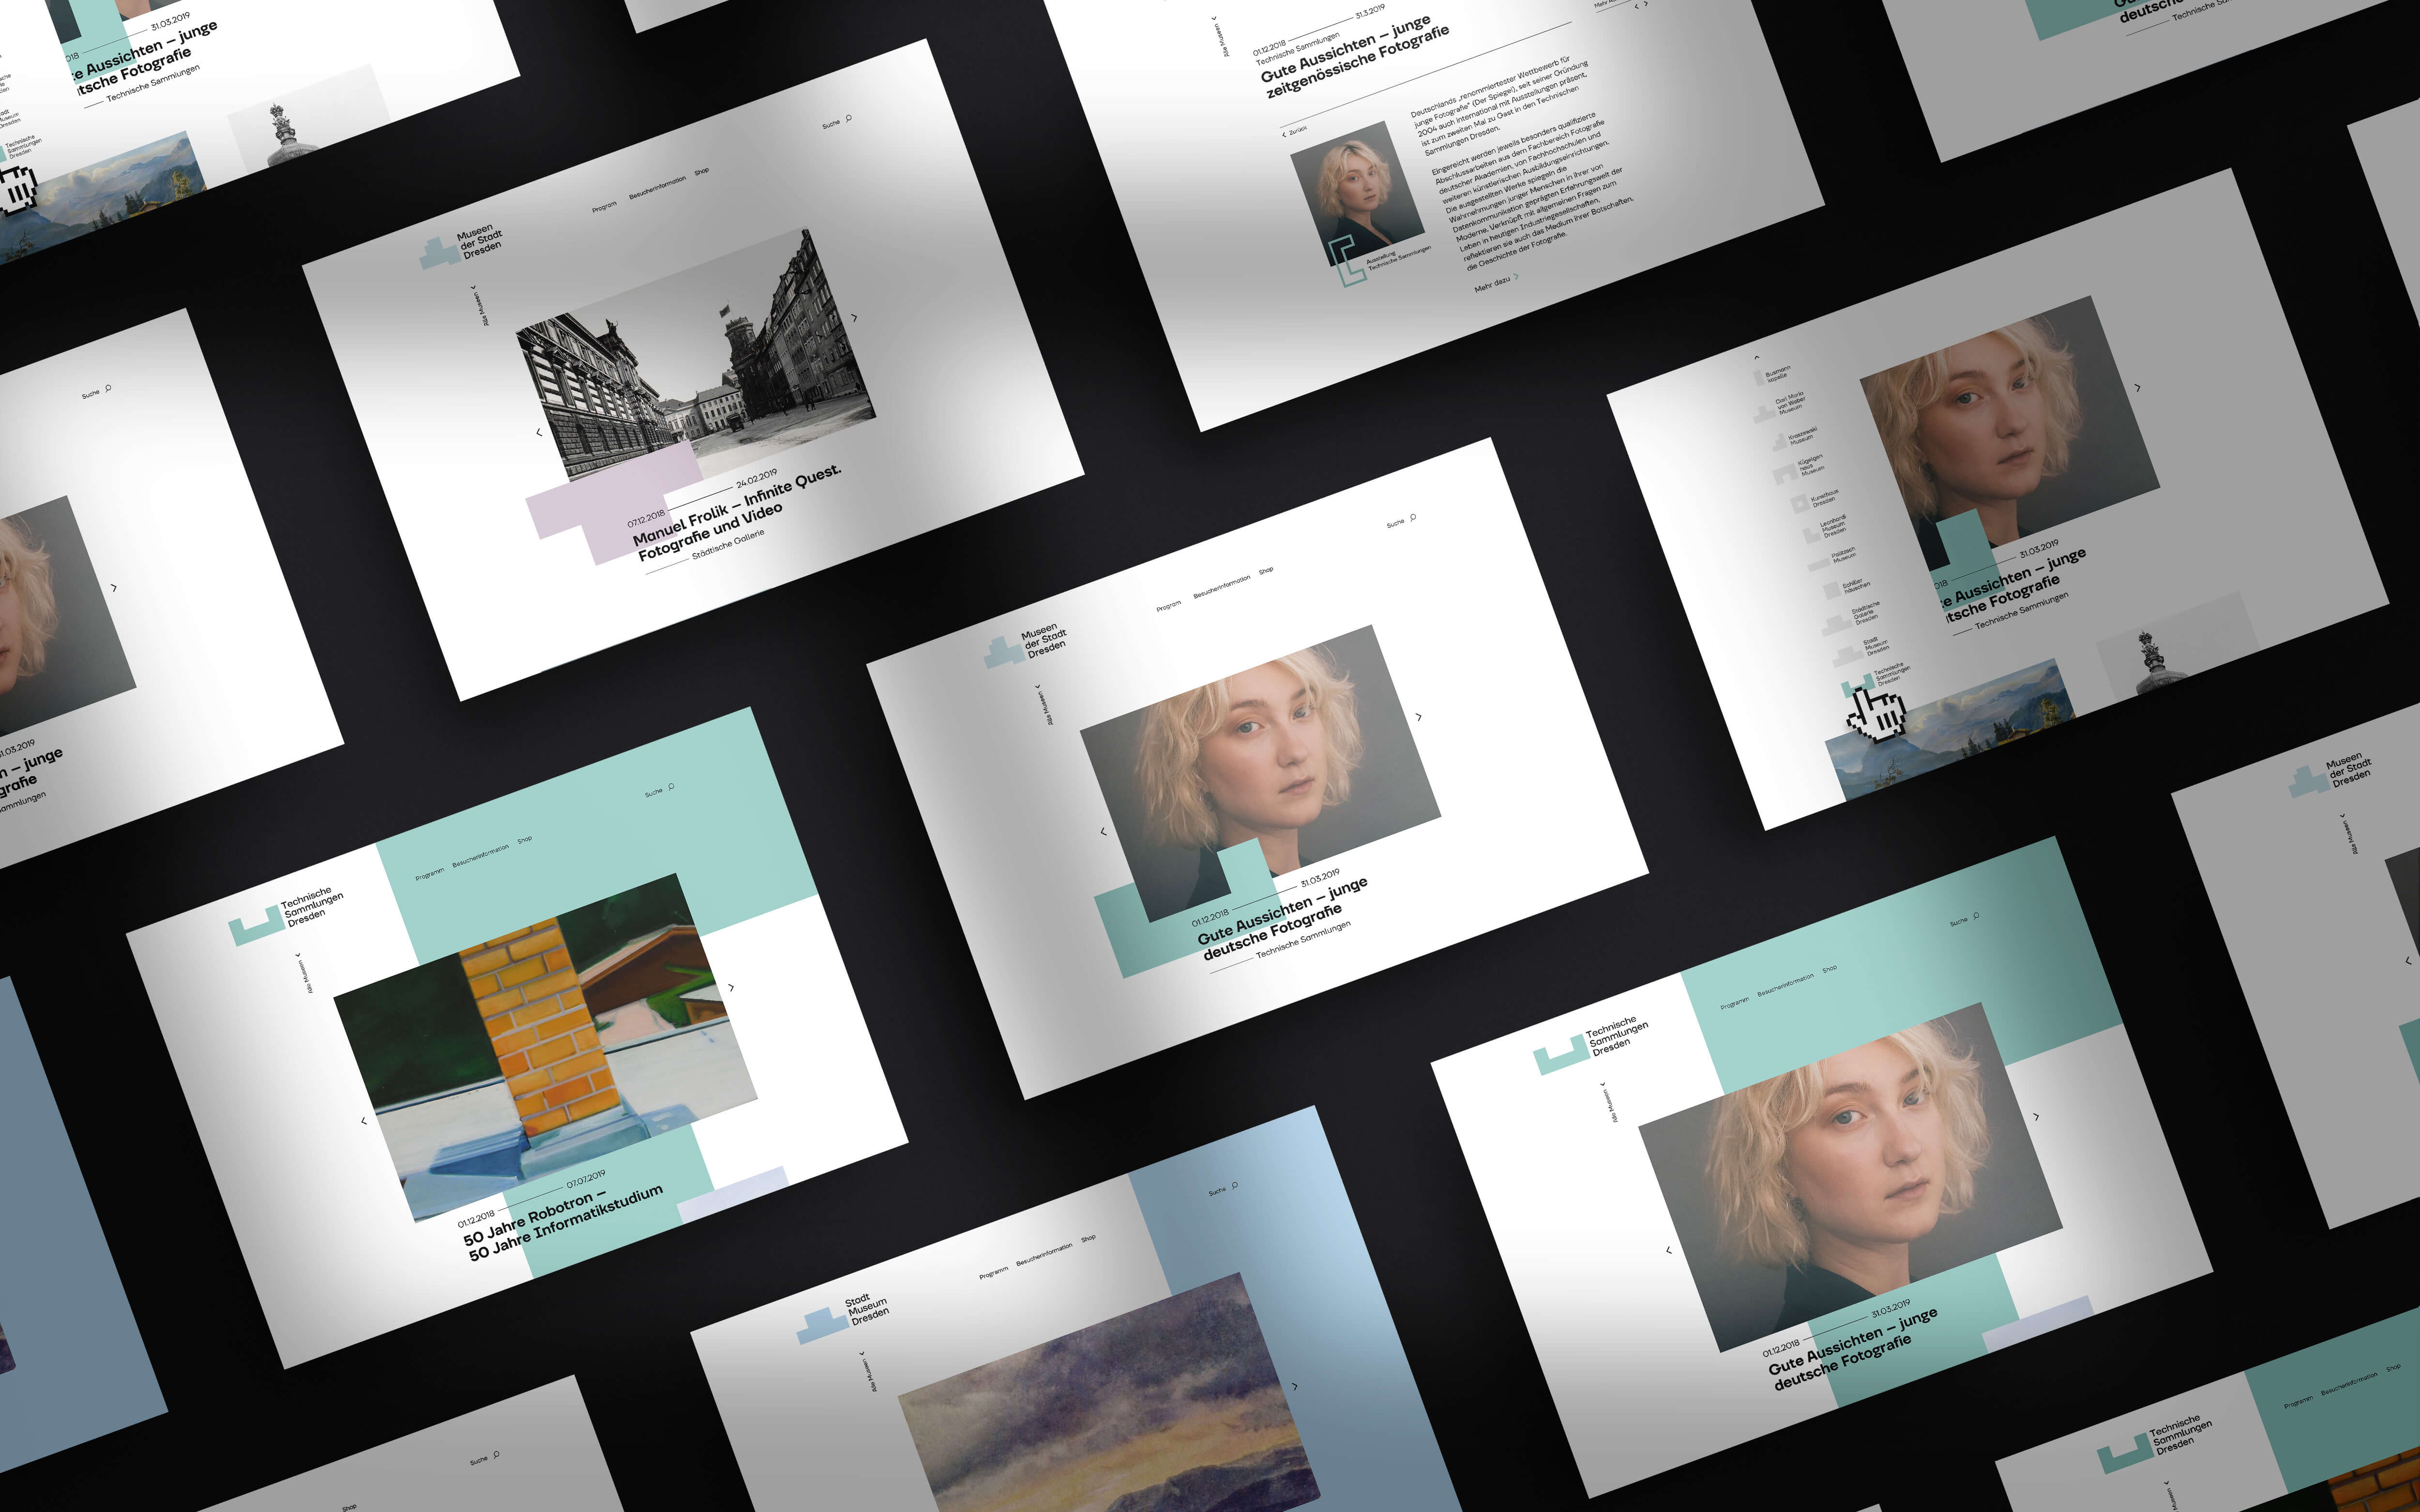 31.03.2019
018
te Aussichten – junge
utsche Fotografie
Technische Sammlungen
Technische
Sammlungen
Dresden
Suche
Program Besucherinformation Shop
Museen
der Stadt
Dresden
Alle Museen
07.12.2018 24.02.2019
Manuel Frolik – Infinite Quest.
Fotografie und Video
Städtische Gallerie
Alle Museen
01.12.2018 31.3.2019
Technische Sammlungen
Gute Aussichten – junge
zeitgenössische Fotografie
Zurück
Deutschlands „renommiertester Wettbewerb für
junge Fotografie“ (Der Spiegel), seit seiner Gründung
2004 auch international mit Ausstellungen präsent,
ist zum zweiten Mal zu Gast in den Technischen
Sammlungen Dresden.
Eingereicht werden jeweils besonders qualifizierte
Abschlussarbeiten aus dem Fachbereich Fotografie
deutscher Akademien, von Fachhochschulen und
weiteren künstlerischen Ausbildungseinrichtungen.
Die ausgestellten Werke spiegeln die
Wahrnehmungen junger Menschen in ihrer von
Datenkommunikation geprägten Erfahrungswelt der
Moderne. Verknüpft mit allgemeinen Fragen zum
Leben in heutigen Industriegesellschaften,
reflektieren sie auch das Medium ihrer Botschaften,
die Geschichte der Fotografie.
Mehr dazu
Ausstellung
Technische Sammlungen
deutsche
Suche
31.03.2019
n – junge
grafie
ammlungen
Suche
Program Besucherinformation Shop
Museen
der Stadt
Dresden
Alle Museen
01.12.2018 31.03.2019
Gute Aussichten – junge
deutsche Fotografie
Technische Sammlungen
Busmann
kapelle
Carl Maria
von Weber
Museum
Kraszewski
Museum
Kügelgen
haus
Museum
Kunsthaus
Dresden
Leonhardi
Museum
Dresden
Palitzsch
Museum
Schiller
häuschen
Städtische
Galerie
Dresden
Stadt
Museum
Dresden
Technische
Sammlungen
Dresden
018 31.03.2019
te Aussichten – junge
utsche Fotografie
Technische Sammlungen
Suche
Programm Besucherinformation Shop
Technische
Sammlungen
Dresden
Alle Museen
01.12.2018 07.07.2019
50 Jahre Robotron –
50 Jahre Informatikstudium
Suche
Programm Besucherinformation Shop
Technische
Sammlungen
Dresden
Alle Museen
01.12.2018 31.03.2019
Gute Aussichten – junge
deutsche Fotografie
Museen
der Stadt
Dresden
Alle Museen
Suche
Programm Besucherinformation Shop
Stadt
Museum
Dresden
Alle Museen
Suche
Shop
Programm Besucherinformation Shop
Technische
Sammlungen
Dresden